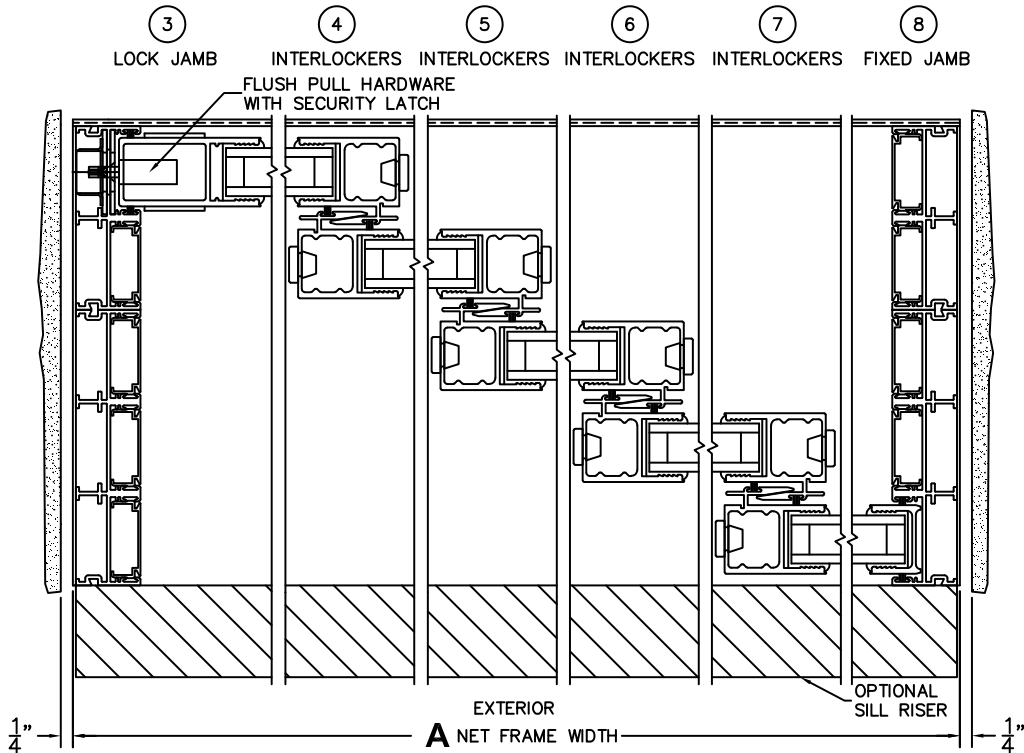 3 4 5 6 7 8
LOCK JAMB INTERLOCKERS INTERLOCKERS INTERLOCKERS INTERLOCKERS FIXED JAMB
FLUSH PULL HARDWARE
WITH SECURITY LATCH
OPTIONAL
SILL RISER
EXTERIOR
1/4" A NET FRAME WIDTH 1/4"